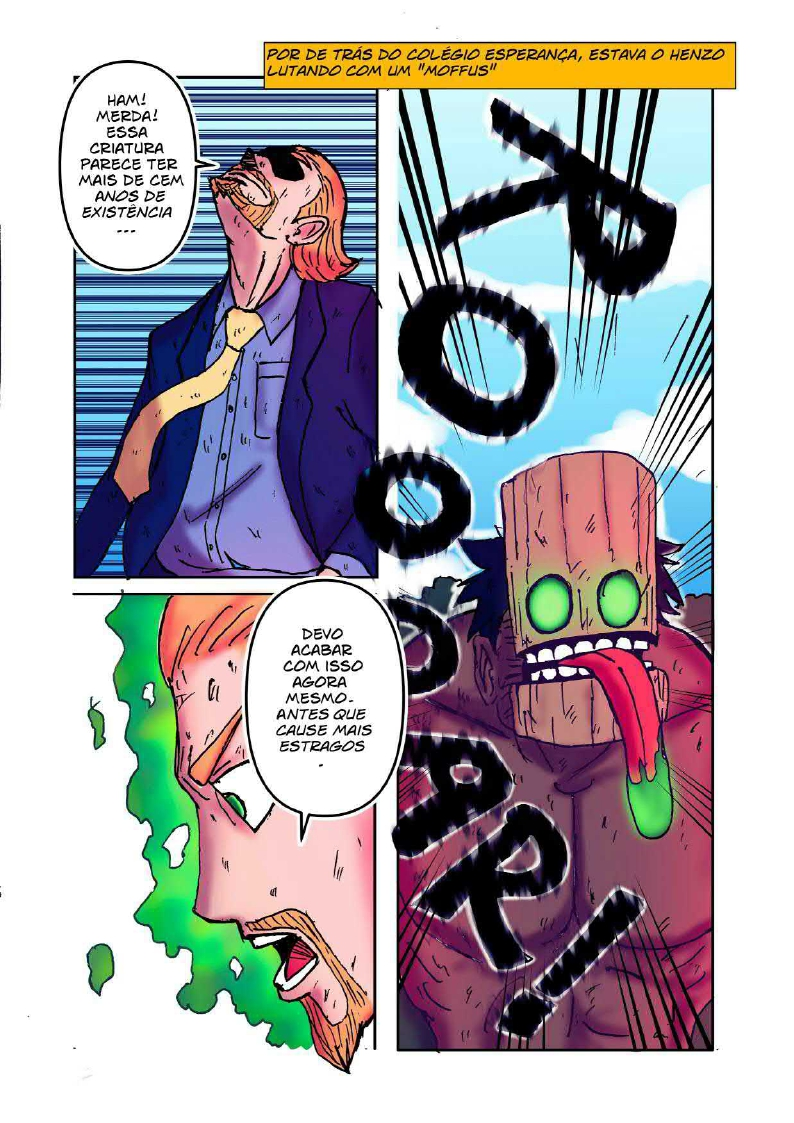 POR DE TRÁS DO COLÉGIO ESPERANÇA, ESTAVA O HENZO
LUTANDO COM UM "MOFFUS"
HAM!
MERDA!
ESSA
CRIATURA
PARECE TER
MAIS DE CEM
ANOS DE
EXISTÊNCIA
...
ROOOAR!
DEVO
ACABAR
COM ISSO
AGORA
MESMO.
ANTES QUE
CAUSE MAIS
ESTRAGOS
.